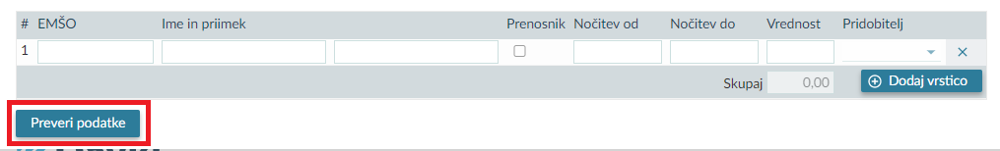 # EMŠO Ime in priimek Prenosnik Nočitev od Nočitev do Vrednost Pridobitelj
1
Skupaj 0,00 Dodaj vrstico
Preveri podatke